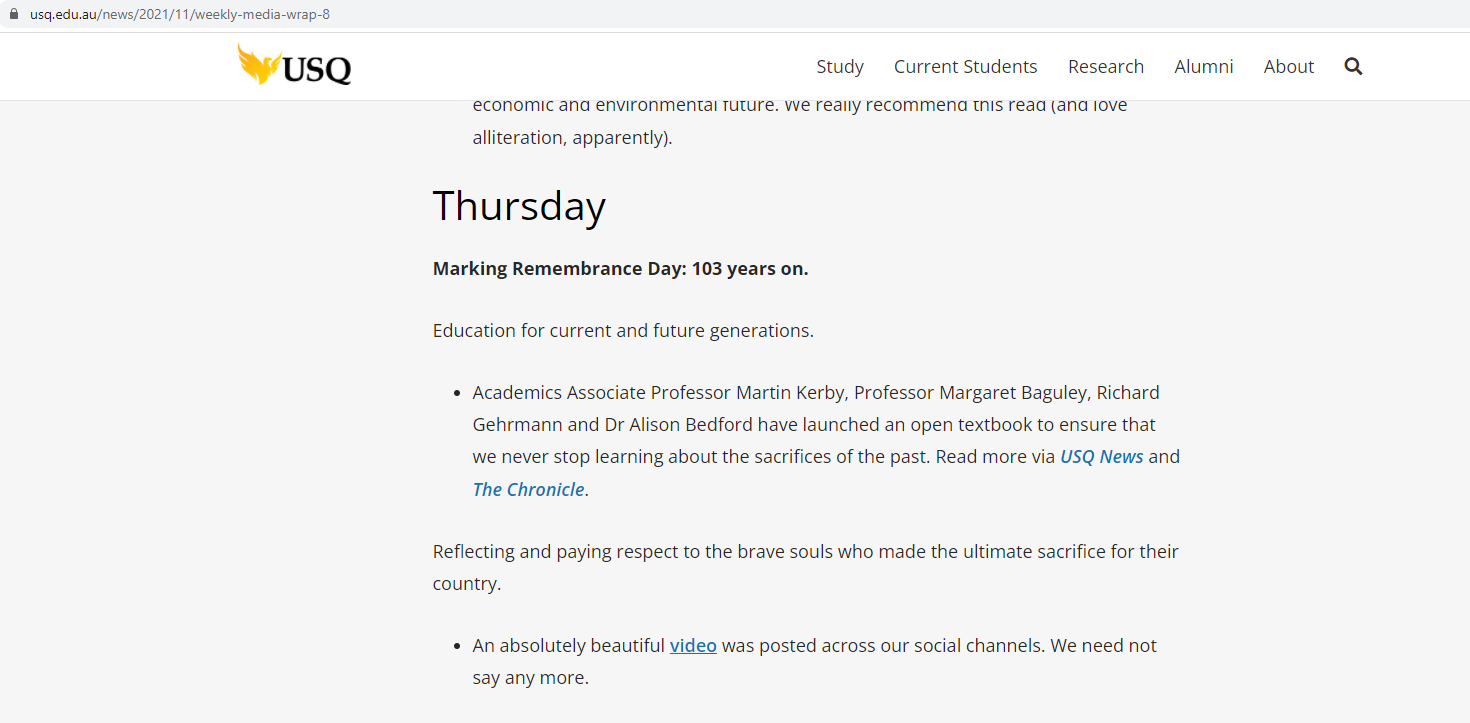 usq.edu.au/news/2021/11/weekly-media-wrap-8
USQ
Study Current Students Research Alumni About
economic and environmental future. We really recommend this read (and love
alliteration, apparently).
Thursday
Marking Remembrance Day: 103 years on.
Education for current and future generations.
• Academics Associate Professor Martin Kerby, Professor Margaret Baguley, Richard
Gehrmann and Dr Alison Bedford have launched an open textbook to ensure that
we never stop learning about the sacrifices of the past. Read more via USQ News and
The Chronicle.
Reflecting and paying respect to the brave souls who made the ultimate sacrifice for their
country.
• An absolutely beautiful video was posted across our social channels. We need not
say any more.